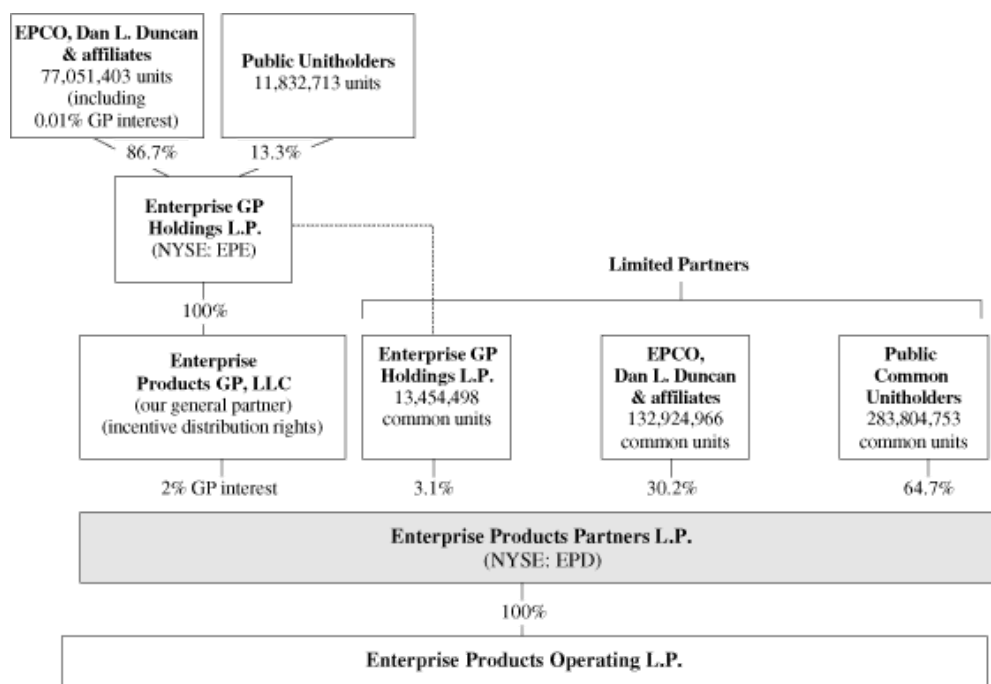 EPCO, Dan L. Duncan
& affiliates
77,051,403 units
(including
0.01% GP interest)
Public Unitholders
11,832,713 units
86.7%
13.3%
Enterprise GP
Holdings L.P.
(NYSE: EPE)
Limited Partners
100%
Enterprise
Products GP, LLC
(our general partner)
(incentive distribution rights)
Enterprise GP
Holdings L.P.
13,454,498
common units
EPCO,
Dan L. Duncan
& affiliates
132,924,966
common units
Public
Common
Unitholders
283,804,753
common units
2% GP interest
3.1%
30.2%
64.7%
Enterprise Products Partners L.P.
(NYSE: EPD)
100%
Enterprise Products Operating L.P.